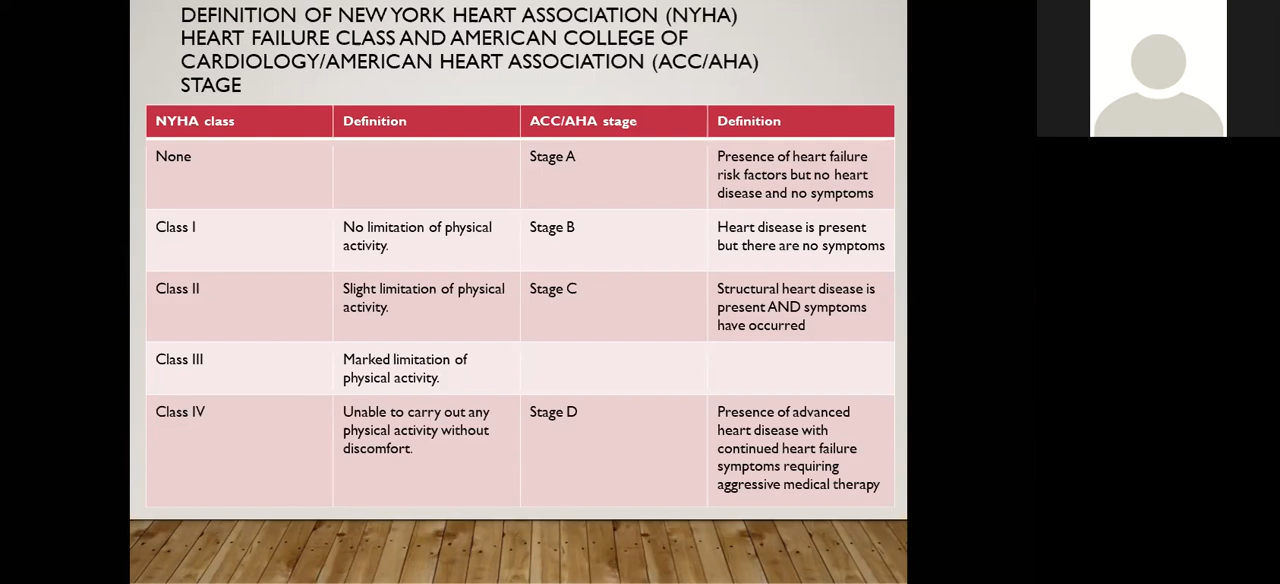 DEFINITION OF NEW YORK HEART ASSOCIATION (NYHA)
HEART FAILURE CLASS AND AMERICAN COLLEGE OF
CARDIOLOGY/AMERICAN HEART ASSOCIATION (ACC/AHA)
STAGE
NYHA class
Definition
ACC/AHA stage
Definition
None
Stage A
Presence of heart failure
risk factors but no heart
disease and no symptoms
Class I
No limitation of physical
activity.
Stage B
Heart disease is present
but there are no symptoms
Class II
Slight limitation of physical
activity.
Stage C
Structural heart disease is
present AND symptoms
have occurred
Class III
Marked limitation of
physical activity.
Class IV
Unable to carry out any
physical activity without
discomfort.
Stage D
Presence of advanced
heart disease with
continued heart failure
symptoms requiring
aggressive medical therapy